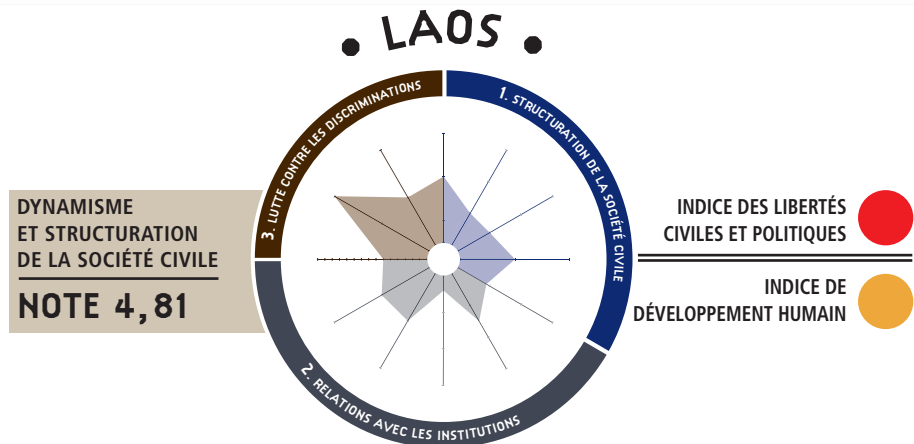 • LAOS •
3. LUTTE CONTRE LES DISCRIMINATIONS
1. STRUCTURATION DE LA SOCIÉTÉ CIVILE
2. RELATIONS AVEC LES INSTITUTIONS
DYNAMISME
ET STRUCTURATION
DE LA SOCIÉTÉ CIVILE
NOTE 4,81
INDICE DES LIBERTÉS
CIVILES ET POLITIQUES
INDICE DE
DÉVELOPPEMENT HUMAIN